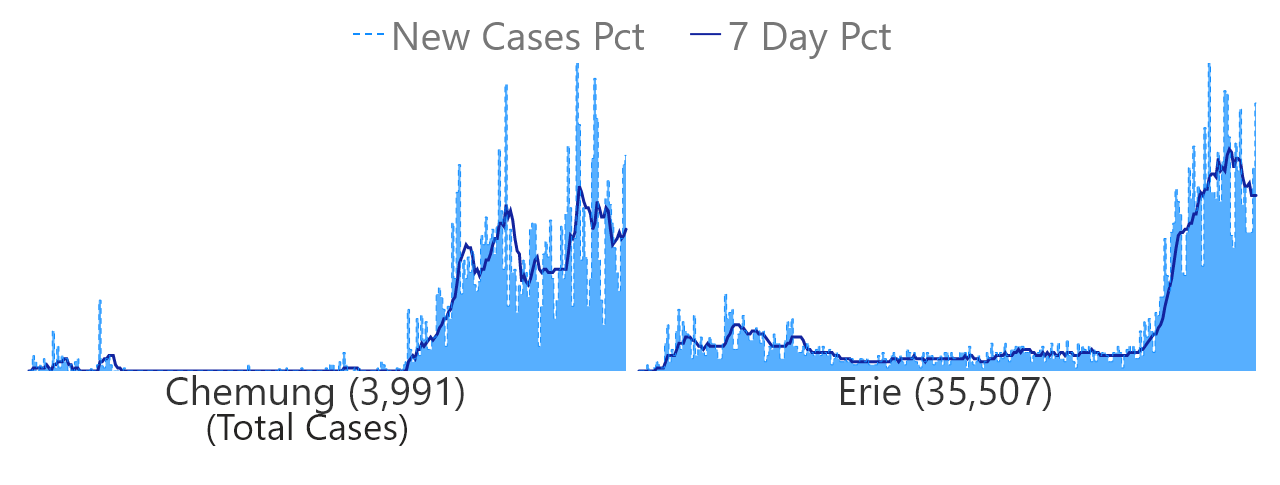 New Cases Pct 7 Day Pct
Chemung (3,991) Erie (35,507)
(Total Cases)